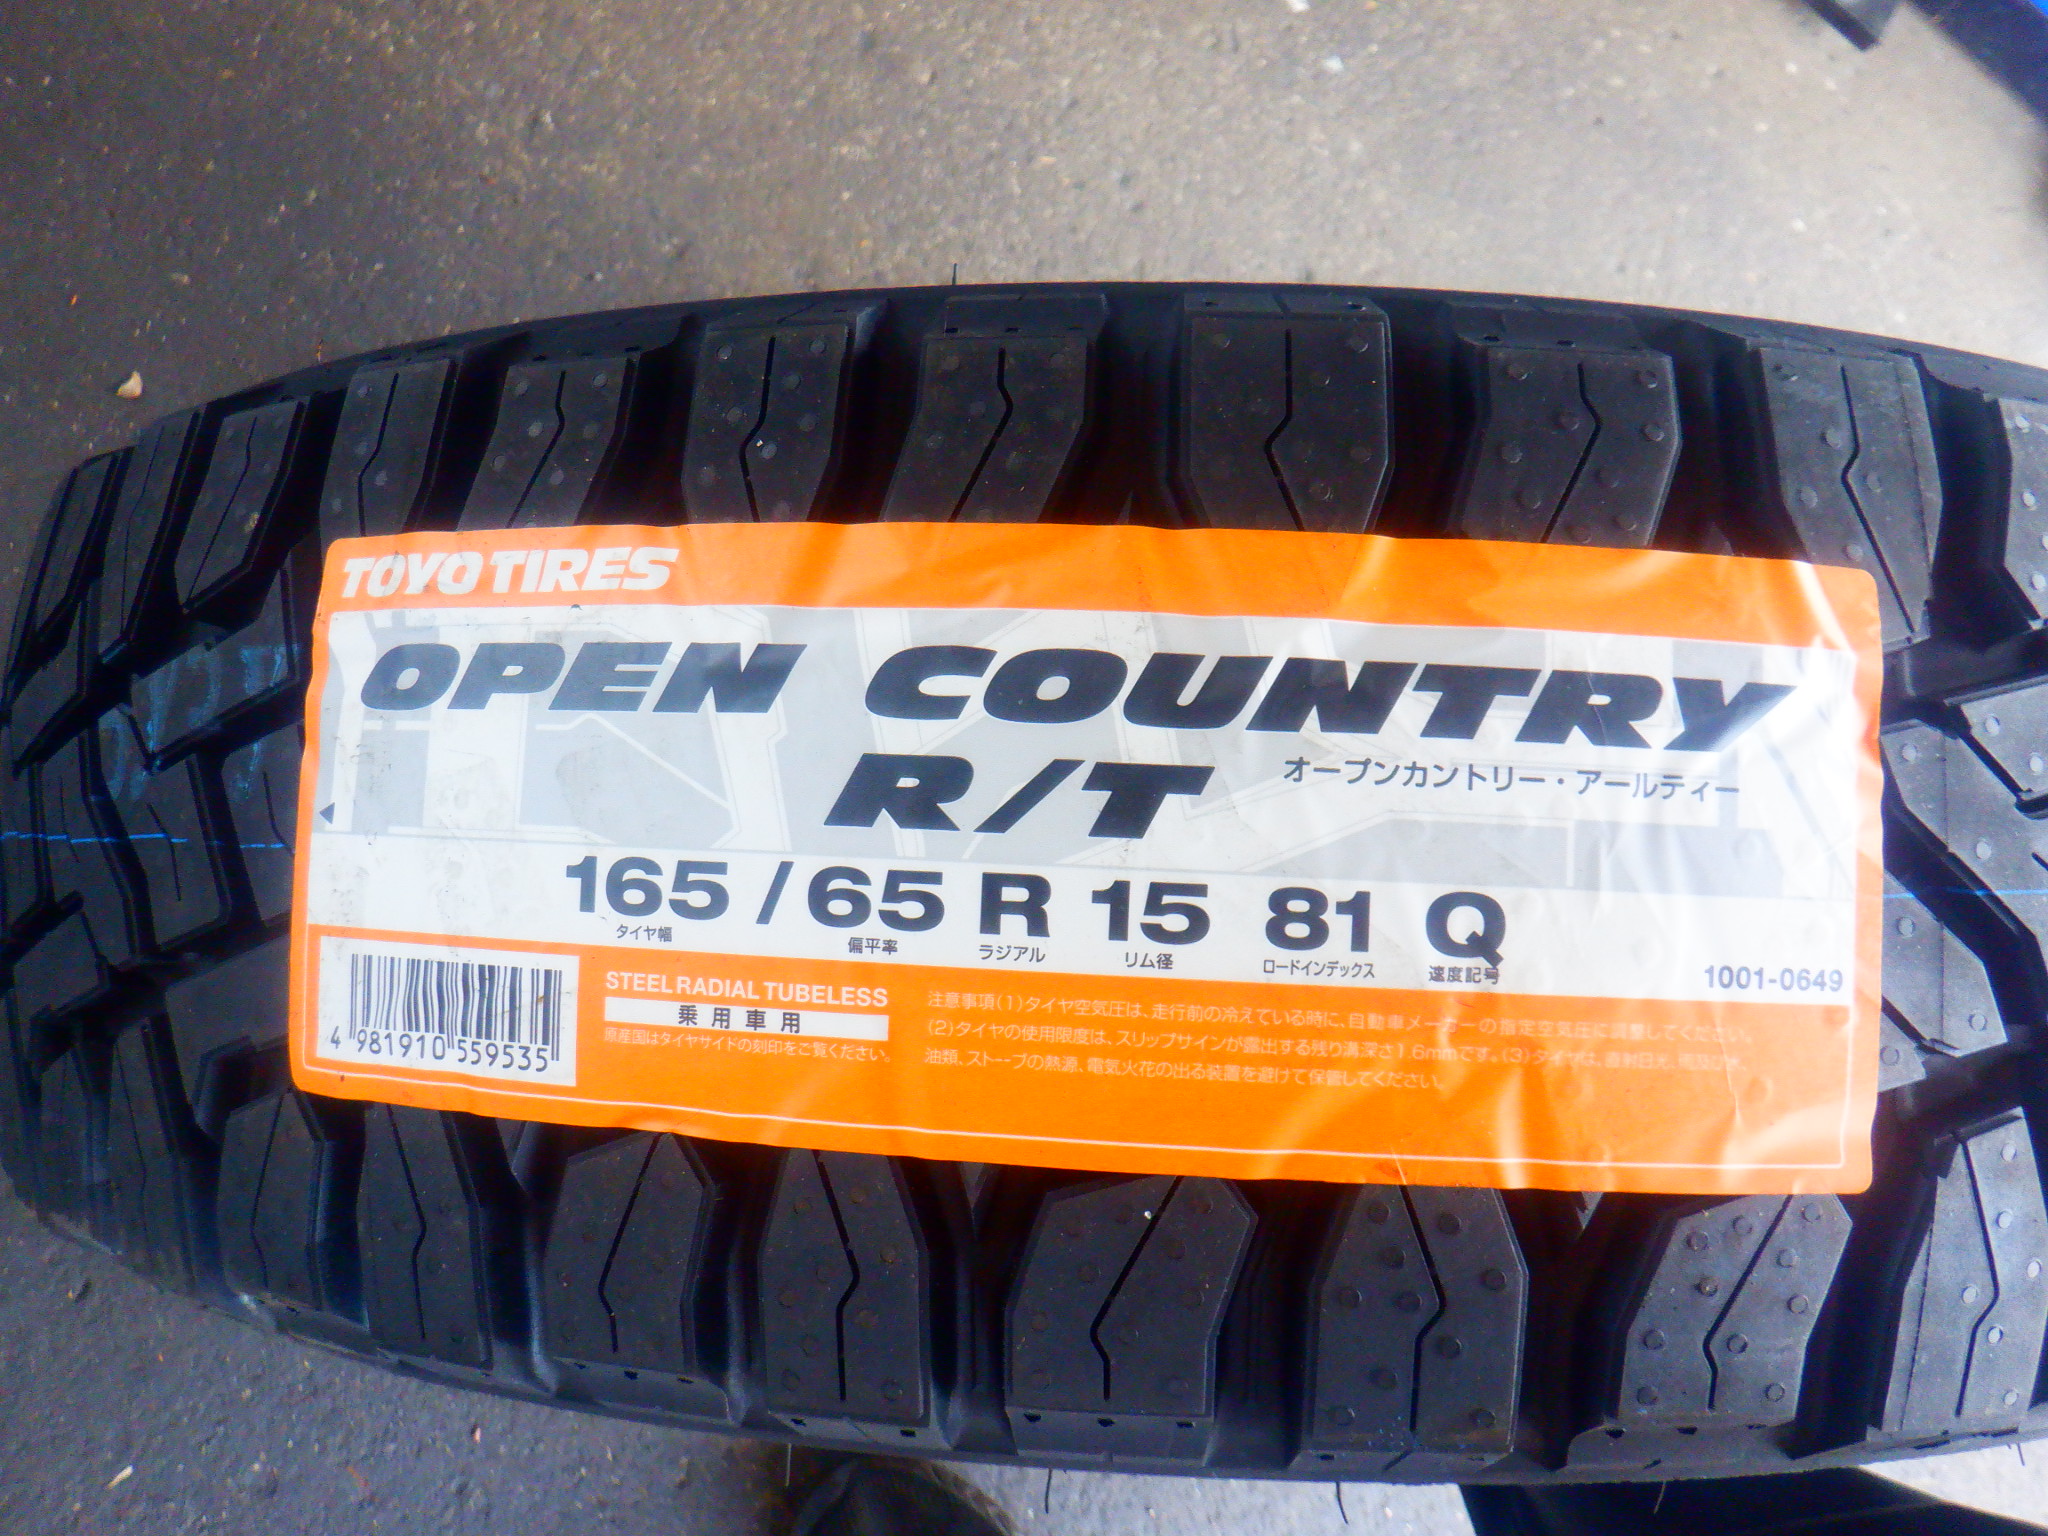 TOYO TIRES
OPEN COUNTRY
R/T オープンカントリー・アールティー
165 / 65 R 15 81 Q
タイヤ幅 偏平率 ラジアル リム径 ロードインデックス 速度記号
1001-0649
4 981910 559535
STEEL RADIAL TUBELESS
乗用車用
原産国はタイヤサイドの刻印をご覧ください。
注意事項(1)タイヤ空気圧は、走行前の冷えている時に、自動車メーカーの指定空気圧に調整してください。
(2)タイヤの使用限度は、スリップサインが露出する残り溝深さ1.6mmです。(3)タイヤは、直射日光、雨及び水、
油類、ストーブの熱源、電気火花の出る装置を避けて保管してください。